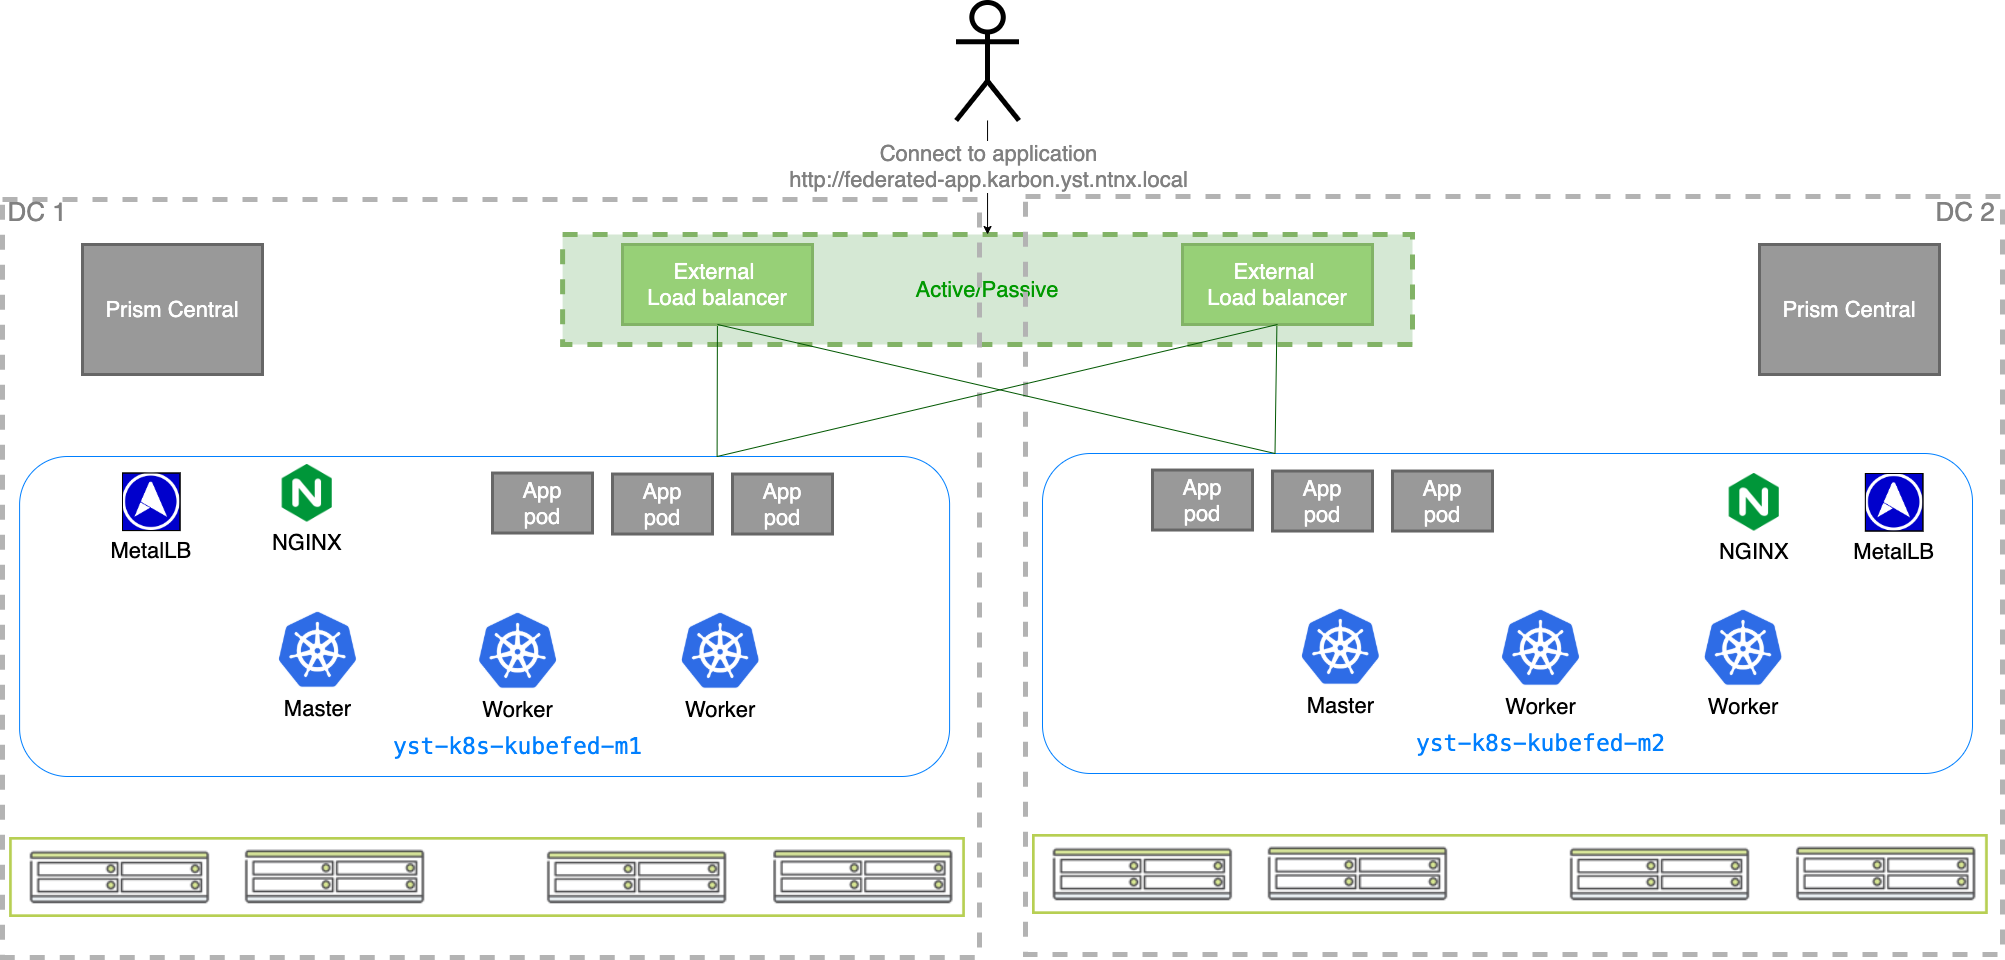 Connect to application
http://federated-app.karbon.yst.ntnx.local
DC 1
DC 2
Prism Central
External
Load balancer
Active/Passive
External
Load balancer
Prism Central
MetalLB
NGINX
App
pod
App
pod
App
pod
Master
Worker
Worker
yst-k8s-kubefed-m1
App
pod
App
pod
App
pod
NGINX
MetalLB
Master
Worker
Worker
yst-k8s-kubefed-m2